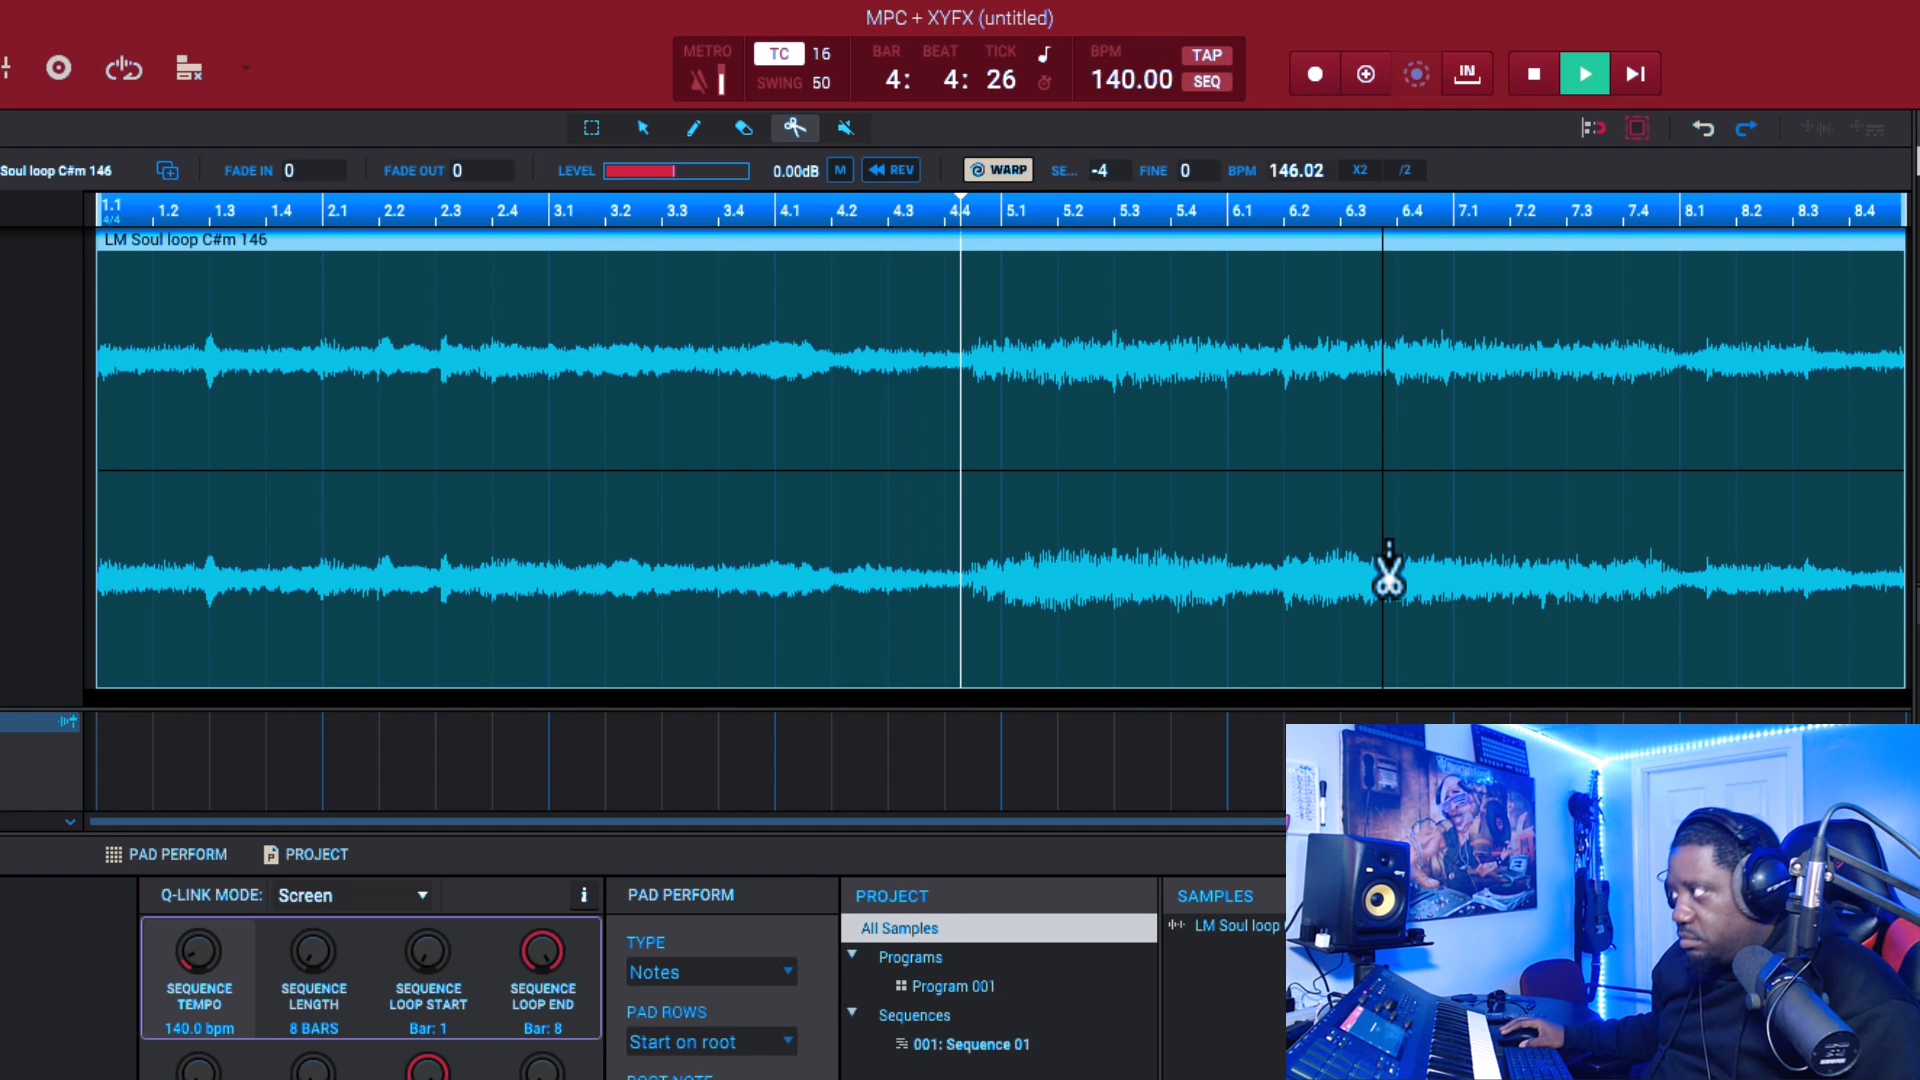 MPC + XYFX (untitled)
METRO
TC 16
SWING 50
BAR BEAT TICK
4: 4: 26
BPM
140.00
TAP
SEQ
IN
Soul loop C#m 146
FADE IN 0
FADE OUT 0
LEVEL
0.00dB
M
REV
WARP
SE... -4
FINE 0
BPM 146.02
X2
/2
1.1 1.2 1.3 1.4 2.1 2.2 2.3 2.4 3.1 3.2 3.3 3.4 4.1 4.2 4.3 4.4 5.1 5.2 5.3 5.4 6.1 6.2 6.3 6.4 7.1 7.2 7.3 7.4 8.1 8.2 8.3 8.4
4/4
LM Soul loop C#m 146
PAD PERFORM
PROJECT
Q-LINK MODE: Screen
i
SEQUENCE TEMPO
140.0 bpm
SEQUENCE LENGTH
8 BARS
SEQUENCE LOOP START
Bar: 1
SEQUENCE LOOP END
Bar: 8
PAD PERFORM
TYPE
Notes
PAD ROWS
Start on root
ROOT NOTE
PROJECT
All Samples
Programs
Program 001
Sequences
001: Sequence 01
SAMPLES
LM Soul loop